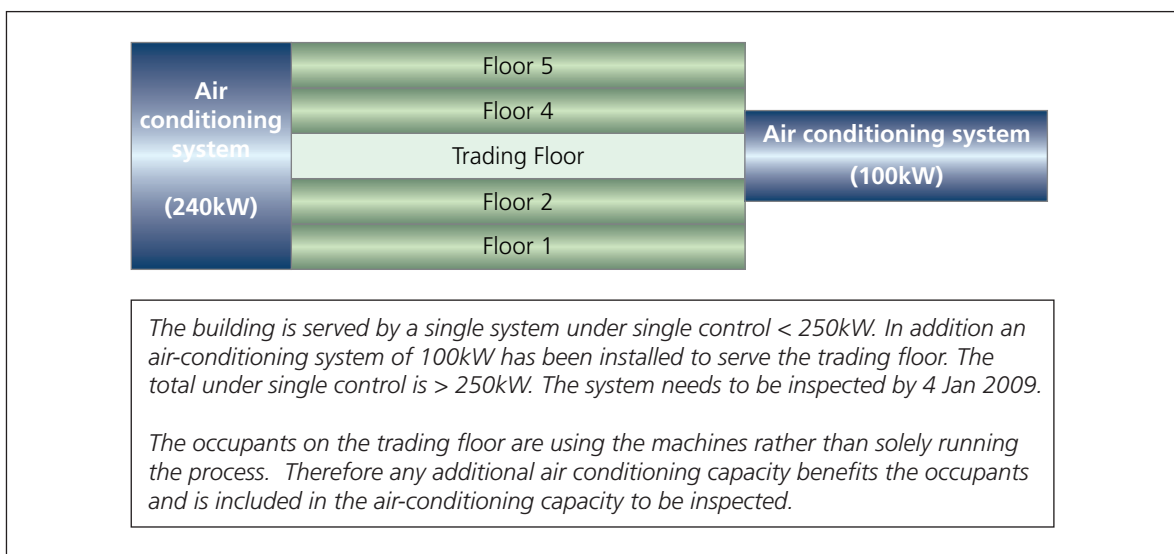 Floor 5
Air
conditioning
system
(240kW)
Floor 4
Trading Floor
Floor 2
Floor 1
Air conditioning system
(100kW)
The building is served by a single system under single control < 250kW. In addition an
air-conditioning system of 100kW has been installed to serve the trading floor. The
total under single control is > 250kW. The system needs to be inspected by 4 Jan 2009.
The occupants on the trading floor are using the machines rather than solely running
the process. Therefore any additional air conditioning capacity benefits the occupants
and is included in the air-conditioning capacity to be inspected.